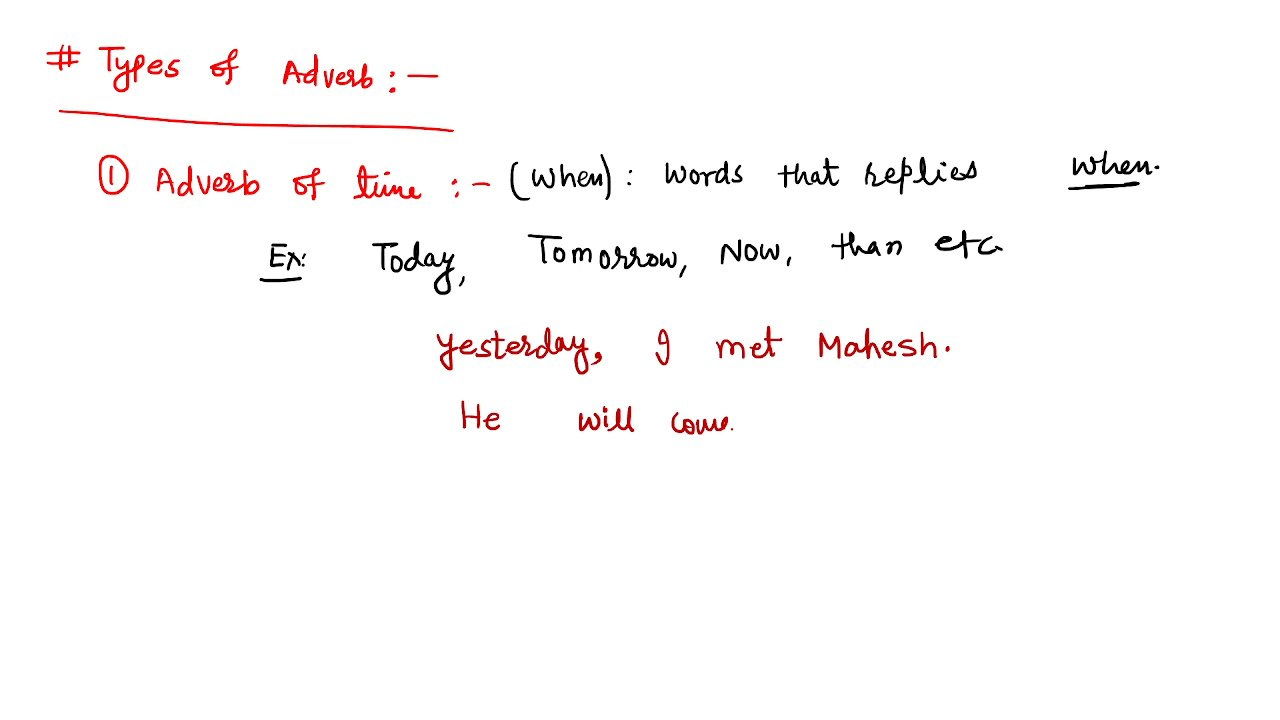 # Types of Adverb :-
① Adverb of time :- (when) : words that replies when.
Ex: Today, Tomorrow, Now, than etc
yesterday, I met Mahesh.
He will come.